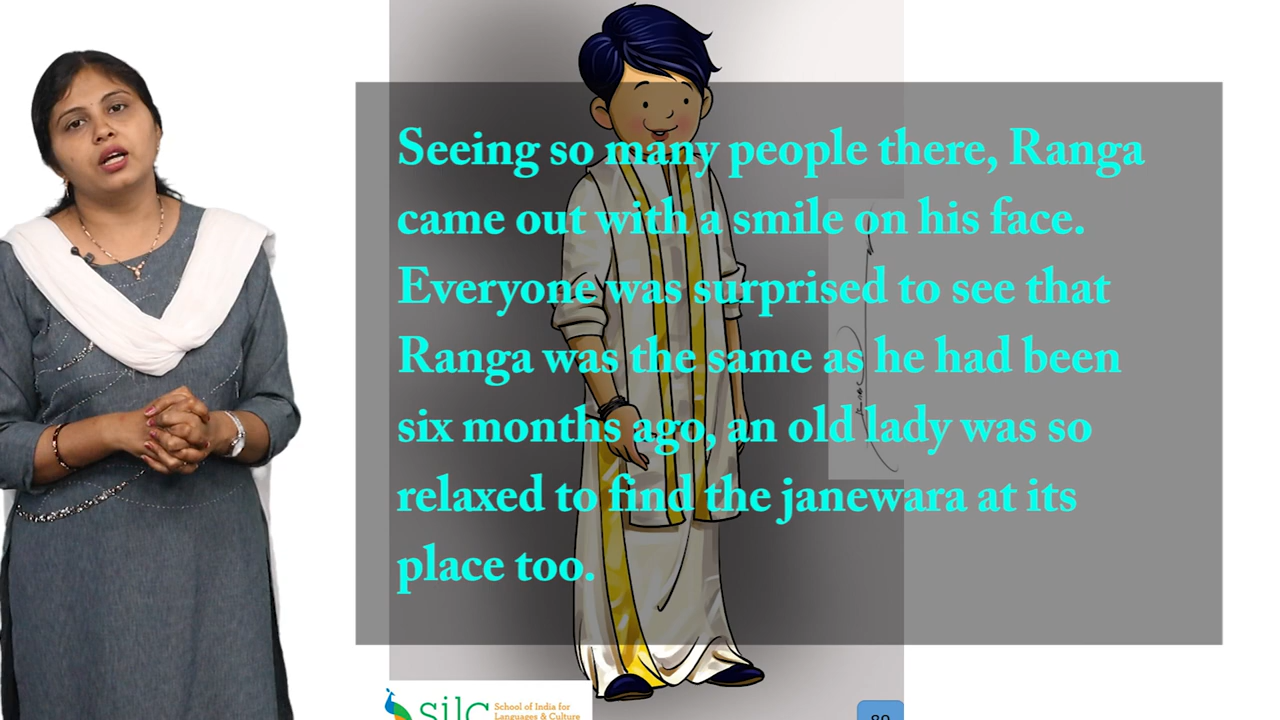 Seeing so many people there, Ranga
came out with a smile on his face.
Everyone was surprised to see that
Ranga was the same as he had been
six months ago, an old lady was so
relaxed to find the janewara at its
place too.
silc School of India for
Languages & Culture
89